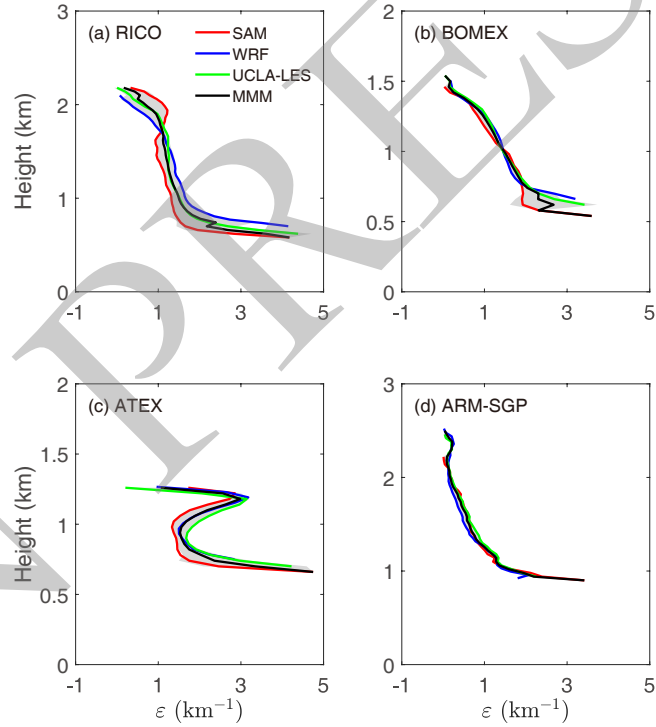 (a) RICO
SAM
WRF
UCLA-LES
MMM
Height (km)
3
2
1
0
-1
1
3
5
(b) BOMEX
2
1.5
1
0.5
0
-1
1
3
5
(c) ATEX
Height (km)
2
1.5
1
0.5
0
-1
1
3
5
ε (km⁻¹)
(d) ARM-SGP
3
2
1
0
-1
1
3
5
ε (km⁻¹)